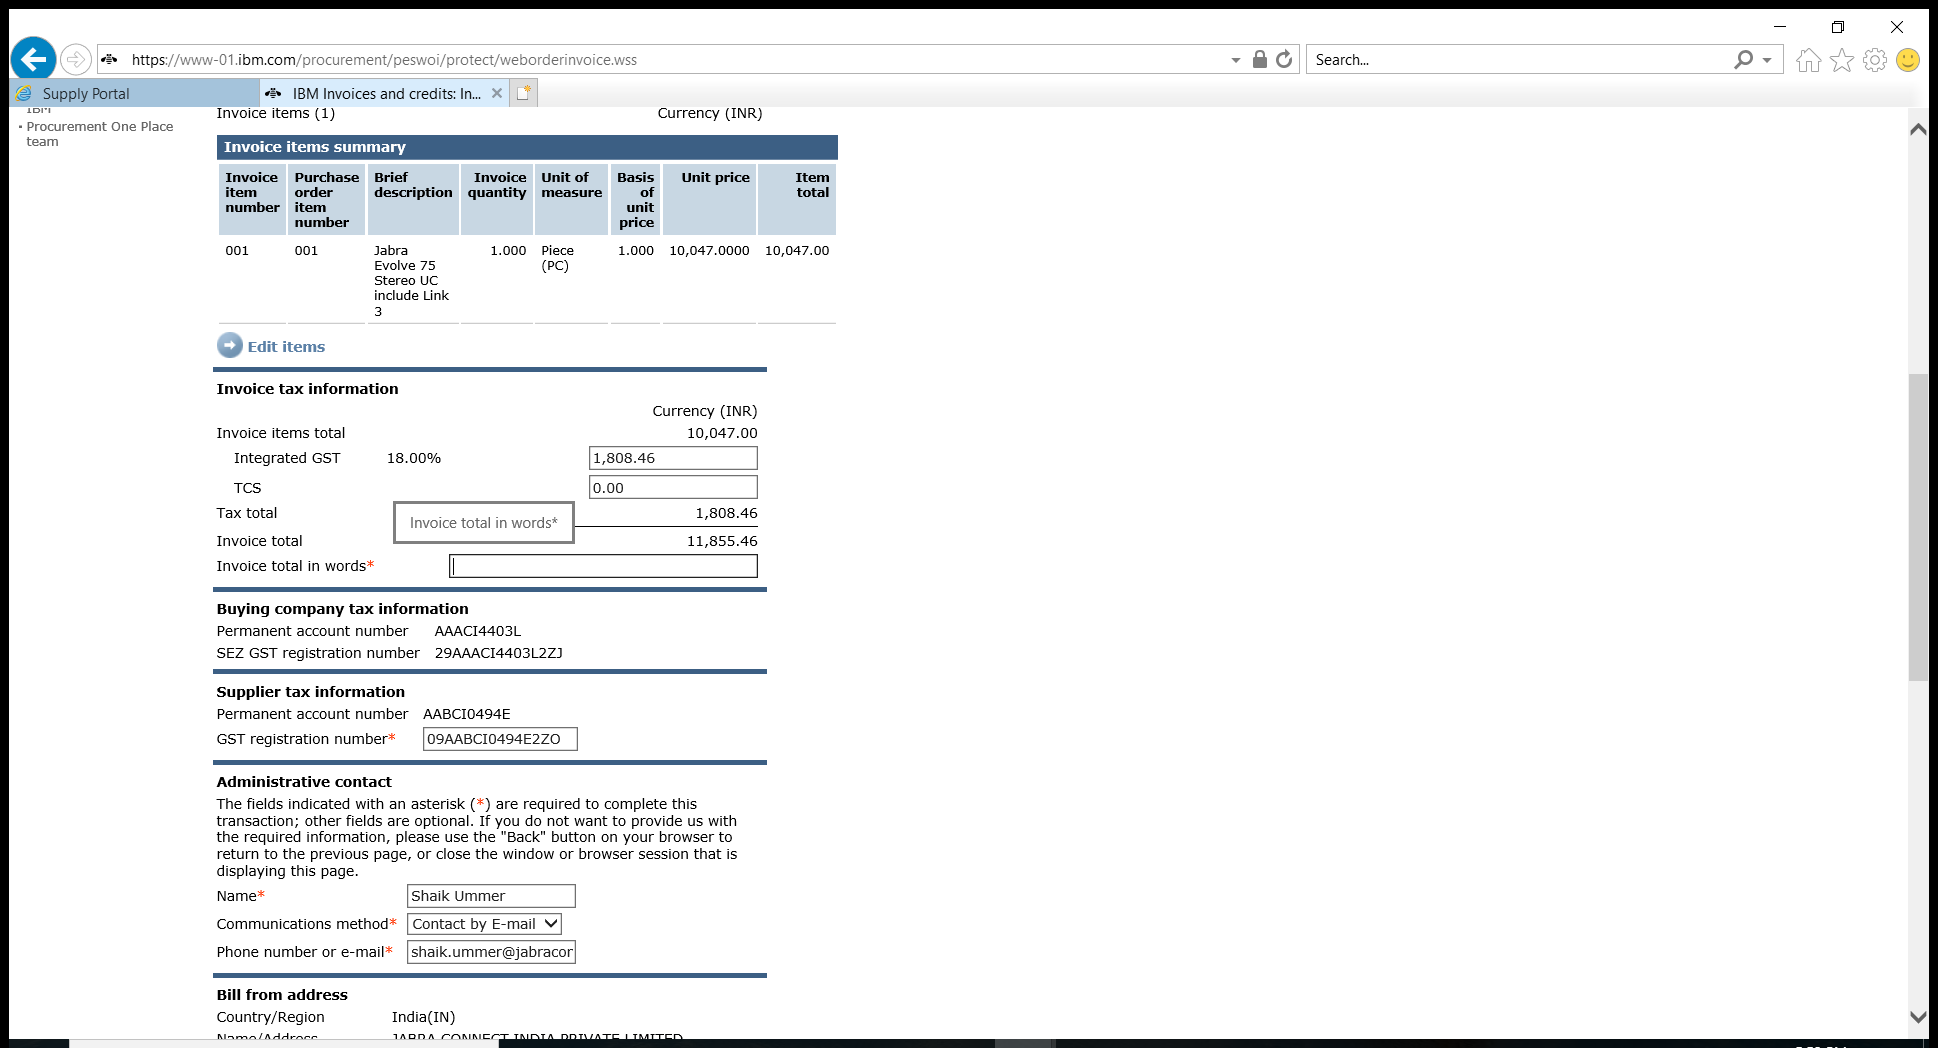 https://www-01.ibm.com/procurement/peswoi/protect/weborderinvoice.wss
Search...
Supply Portal
IBM Invoices and credits: In...
IBM
Procurement One Place team
Invoice items (1) Currency (INR)
Invoice items summary
Invoice item number Purchase order item number Brief description Invoice quantity Unit of measure Basis of unit price Unit price Item total
001 001 Jabra Evolve 75 Stereo UC include Link 3 1.000 Piece (PC) 1.000 10,047.0000 10,047.00
Edit items
Invoice tax information
Currency (INR)
Invoice items total 10,047.00
Integrated GST 18.00% 1,808.46
TCS 0.00
Tax total 1,808.46
Invoice total in words*
Invoice total 11,855.46
Invoice total in words*
Buying company tax information
Permanent account number AAACI4403L
SEZ GST registration number 29AAACI4403L2ZJ
Supplier tax information
Permanent account number AABCI0494E
GST registration number* 09AABCI0494E2ZO
Administrative contact
The fields indicated with an asterisk (*) are required to complete this
transaction; other fields are optional. If you do not want to provide us with
the required information, please use the "Back" button on your browser to
return to the previous page, or close the window or browser session that is
displaying this page.
Name* Shaik Ummer
Communications method* Contact by E-mail
Phone number or e-mail* shaik.ummer@jabracor
Bill from address
Country/Region India(IN)
Name/Address JABRA CONNECT INDIA PRIVATE LIMITED